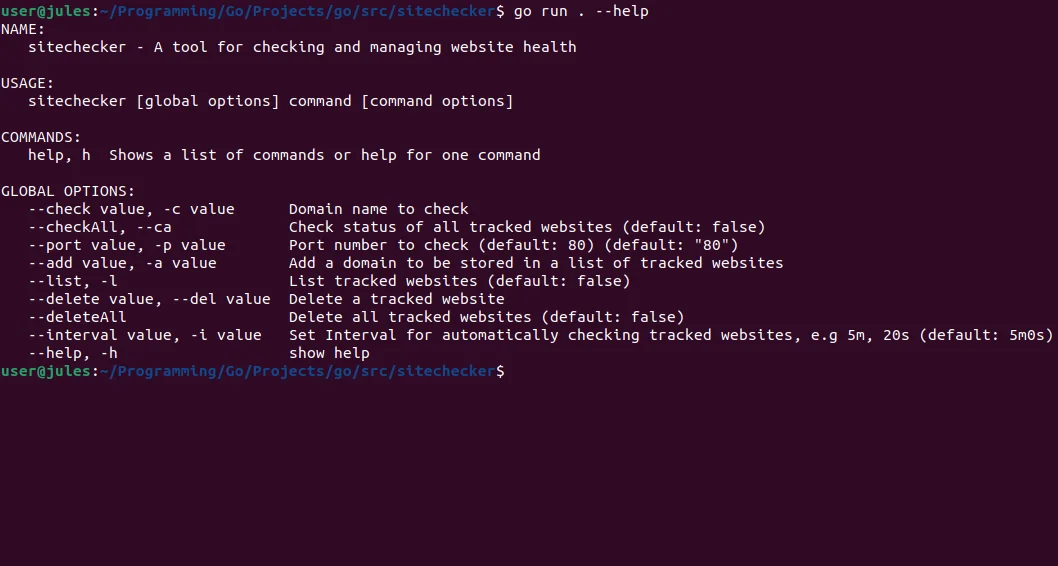 user@jules:~/Programming/Go/Projects/go/src/sitechecker$ go run . --help
NAME:
   sitechecker - A tool for checking and managing website health

USAGE:
   sitechecker [global options] command [command options]

COMMANDS:
   help, h  Shows a list of commands or help for one command

GLOBAL OPTIONS:
   --check value, -c value      Domain name to check
   --checkAll, --ca             Check status of all tracked websites (default: false)
   --port value, -p value       Port number to check (default: 80) (default: "80")
   --add value, -a value        Add a domain to be stored in a list of tracked websites
   --list, -l                   List tracked websites (default: false)
   --delete value, --del value  Delete a tracked website
   --deleteAll                  Delete all tracked websites (default: false)
   --interval value, -i value   Set Interval for automatically checking tracked websites, e.g 5m, 20s (default: 5m0s)
   --help, -h                   show help
user@jules:~/Programming/Go/Projects/go/src/sitechecker$